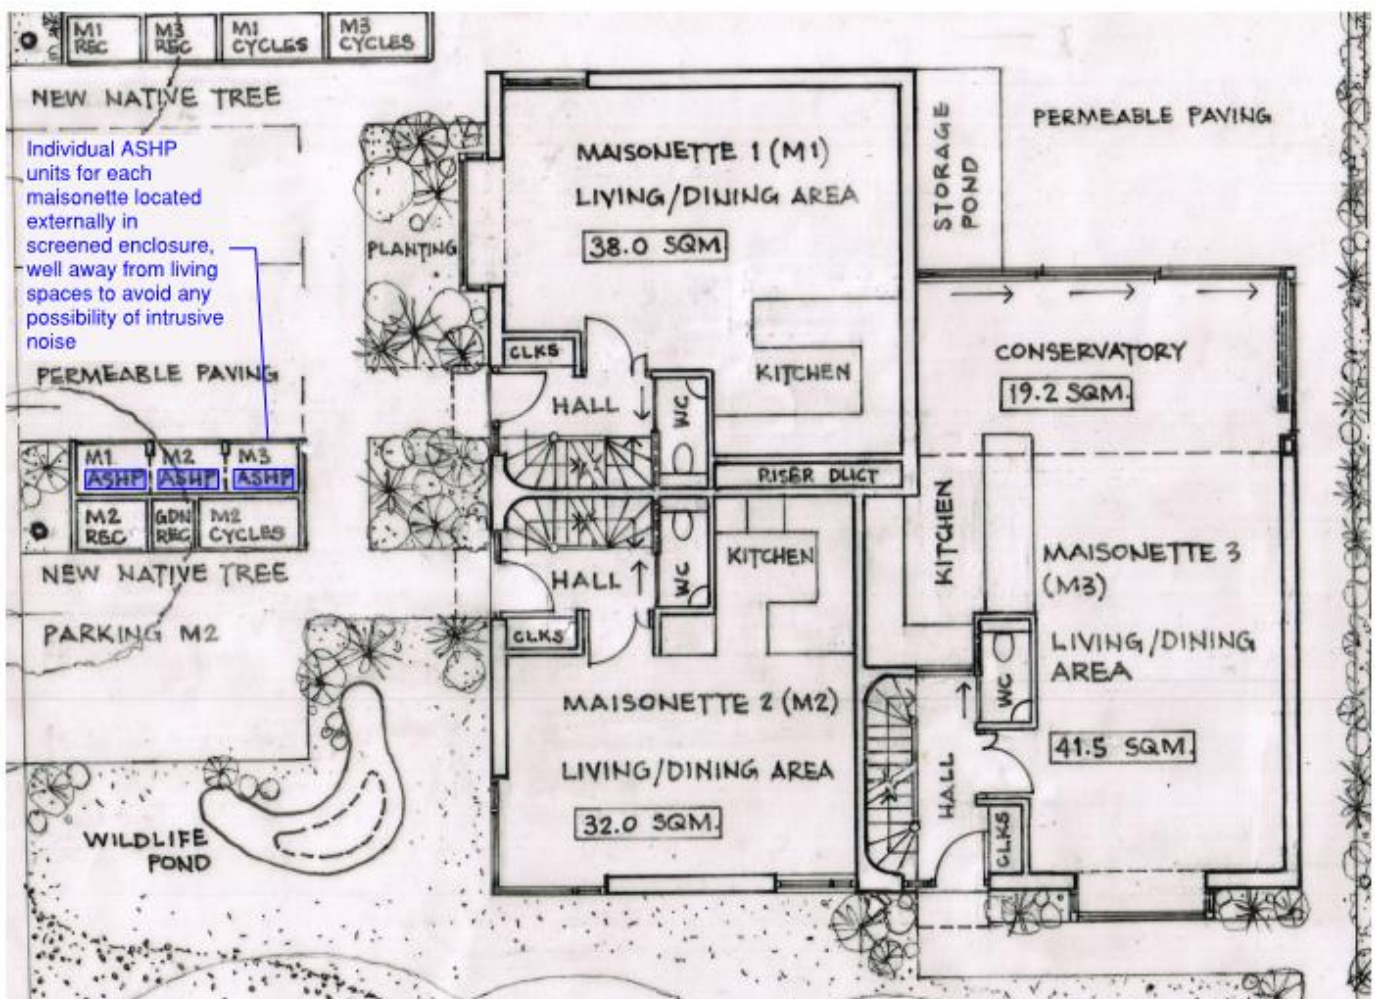 M1
REC
M3
REC
M1
CYCLES
M3
CYCLES
NEW NATIVE TREE
Individual ASHP
units for each
maisonette located
externally in
screened enclosure,
well away from living
spaces to avoid any
possibility of intrusive
noise
PERMEABLE PAVING
M1
ASHP
M2
ASHP
M3
ASHP
M2
REC
GDN
REC
M2
CYCLES
NEW NATIVE TREE
PARKING M2
WILDLIFE
POND
PLANTING
MAISONETTE 1 (M1)
LIVING/DINING AREA
38.0 SQM
KITCHEN
CLKS
HALL
WC
RISER DUCT
STORAGE
POND
PERMEABLE PAVING
CONSERVATORY
19.2 SQM.
HALL
WC
CLKS
KITCHEN
MAISONETTE 2 (M2)
LIVING/DINING AREA
32.0 SQM.
KITCHEN
MAISONETTE 3
(M3)
LIVING/DINING
AREA
41.5 SQM.
WC
HALL
CLKS